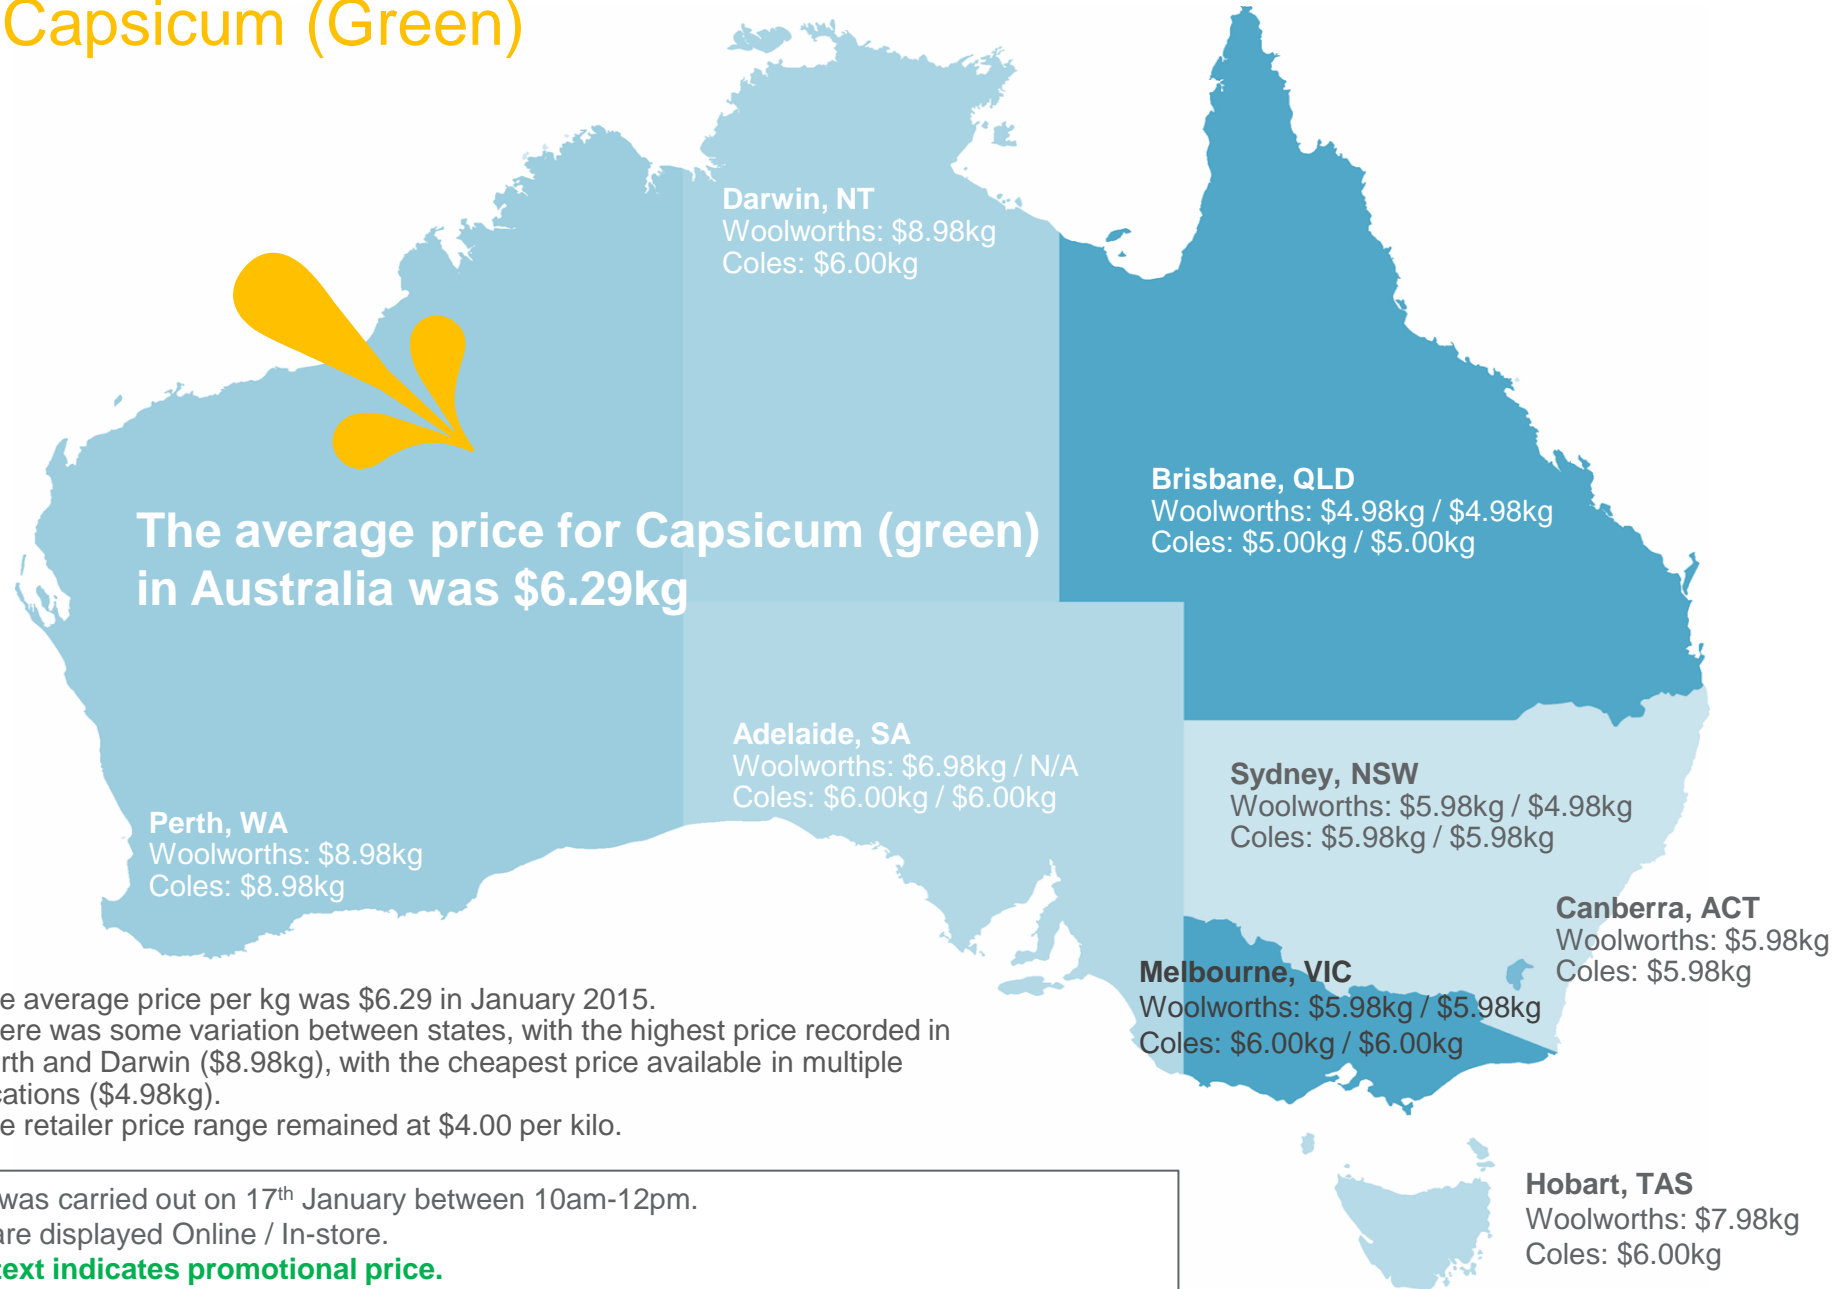 Capsicum (Green)
Darwin, NT
Woolworths: $8.98kg
Coles: $6.00kg
Brisbane, QLD
Woolworths: $4.98kg / $4.98kg
Coles: $5.00kg / $5.00kg
The average price for Capsicum (green)
in Australia was $6.29kg
Adelaide, SA
Woolworths: $6.98kg / N/A
Coles: $6.00kg / $6.00kg
Sydney, NSW
Woolworths: $5.98kg / $4.98kg
Coles: $5.98kg / $5.98kg
Perth, WA
Woolworths: $8.98kg
Coles: $8.98kg
Canberra, ACT
Woolworths: $5.98kg
Coles: $5.98kg
Melbourne, VIC
Woolworths: $5.98kg / $5.98kg
Coles: $6.00kg / $6.00kg
e average price per kg was $6.29 in January 2015.
ere was some variation between states, with the highest price recorded in
rth and Darwin ($8.98kg), with the cheapest price available in multiple
cations ($4.98kg).
e retailer price range remained at $4.00 per kilo.
was carried out on 17th January between 10am-12pm.
are displayed Online / In-store.
text indicates promotional price.
Hobart, TAS
Woolworths: $7.98kg
Coles: $6.00kg